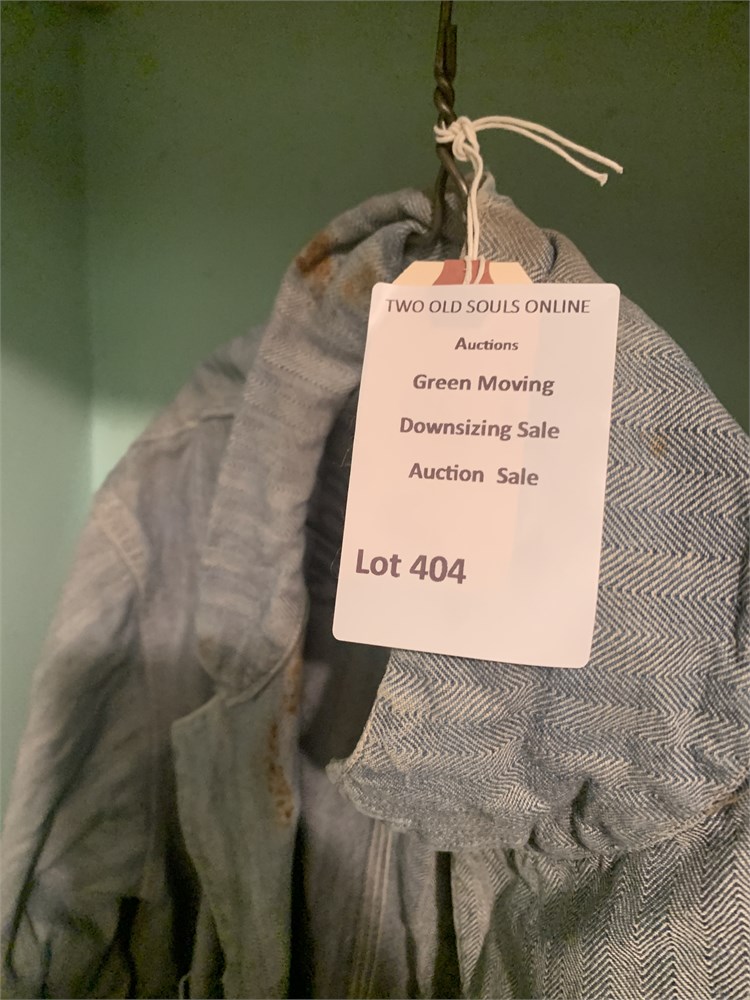 TWO OLD SOULS ONLINE
Auctions
Green Moving
Downsizing Sale
Auction Sale
Lot 404